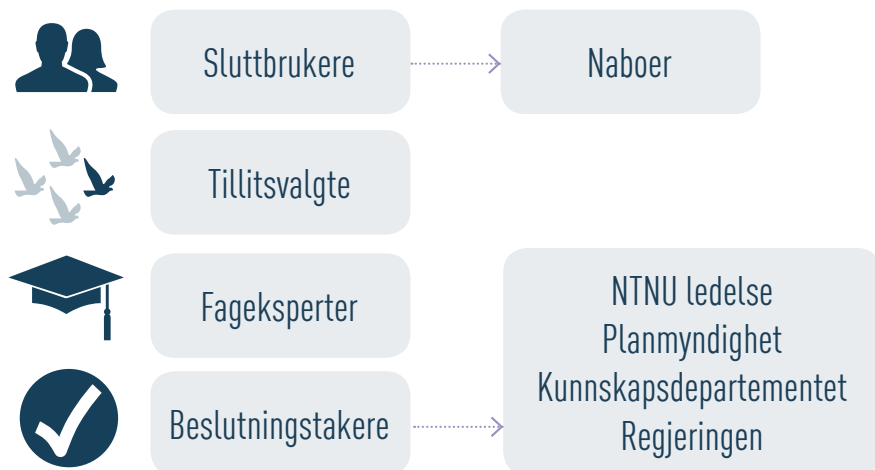 Sluttbrukere
Naboer
Tillitsvalgte
Fageksperter
Beslutningstakere
NTNU ledelse
Planmyndighet
Kunnskapsdepartementet
Regjeringen